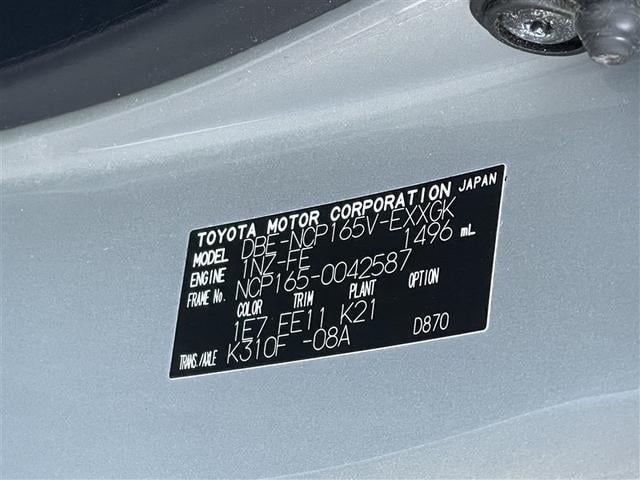 TOYOTA MOTOR CORPORATION JAPAN
MODEL DBE-NCP165V-EXXGK
ENGINE 1NZ-FE 1496 mL
FRAME No. NCP165-0042587
COLOR TRIM PLANT OPTION
1E7 EE11 K21
TRANS./AXLE K310F -08A D870